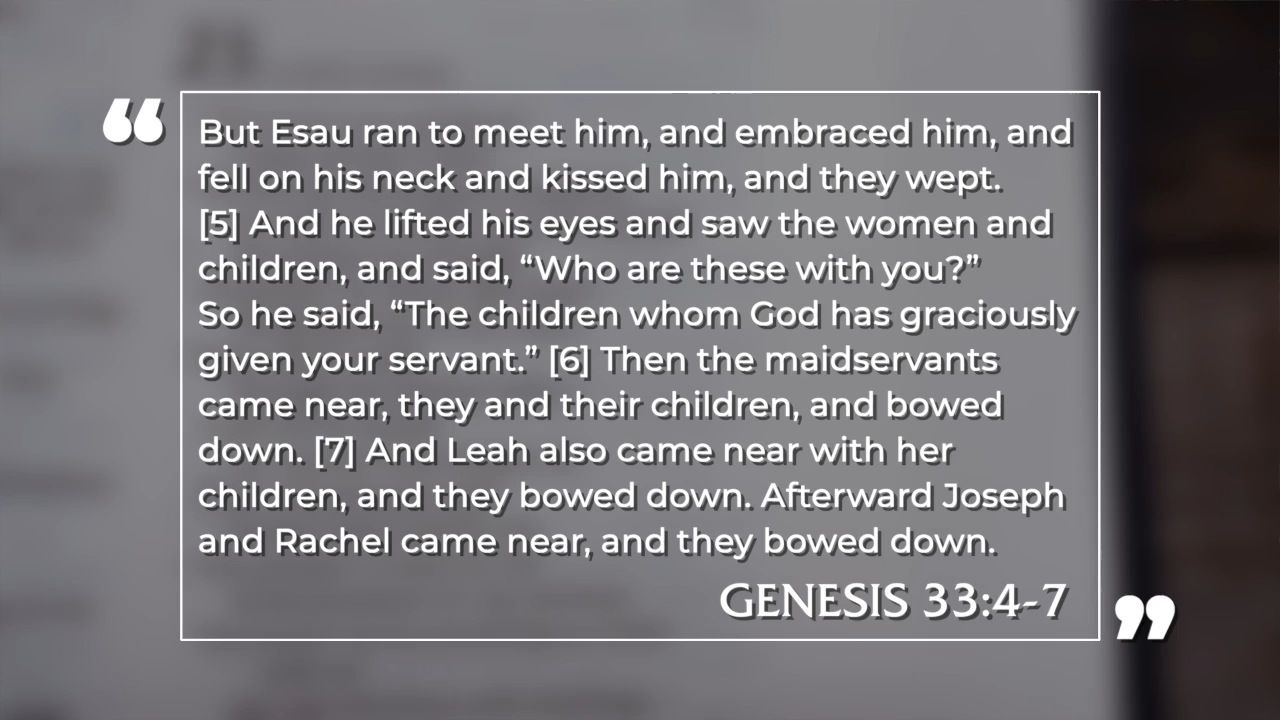 “
But Esau ran to meet him, and embraced him, and
fell on his neck and kissed him, and they wept.
[5] And he lifted his eyes and saw the women and
children, and said, “Who are these with you?”
So he said, “The children whom God has graciously
given your servant.” [6] Then the maidservants
came near, they and their children, and bowed
down. [7] And Leah also came near with her
children, and they bowed down. Afterward Joseph
and Rachel came near, and they bowed down.
GENESIS 33:4-7
”